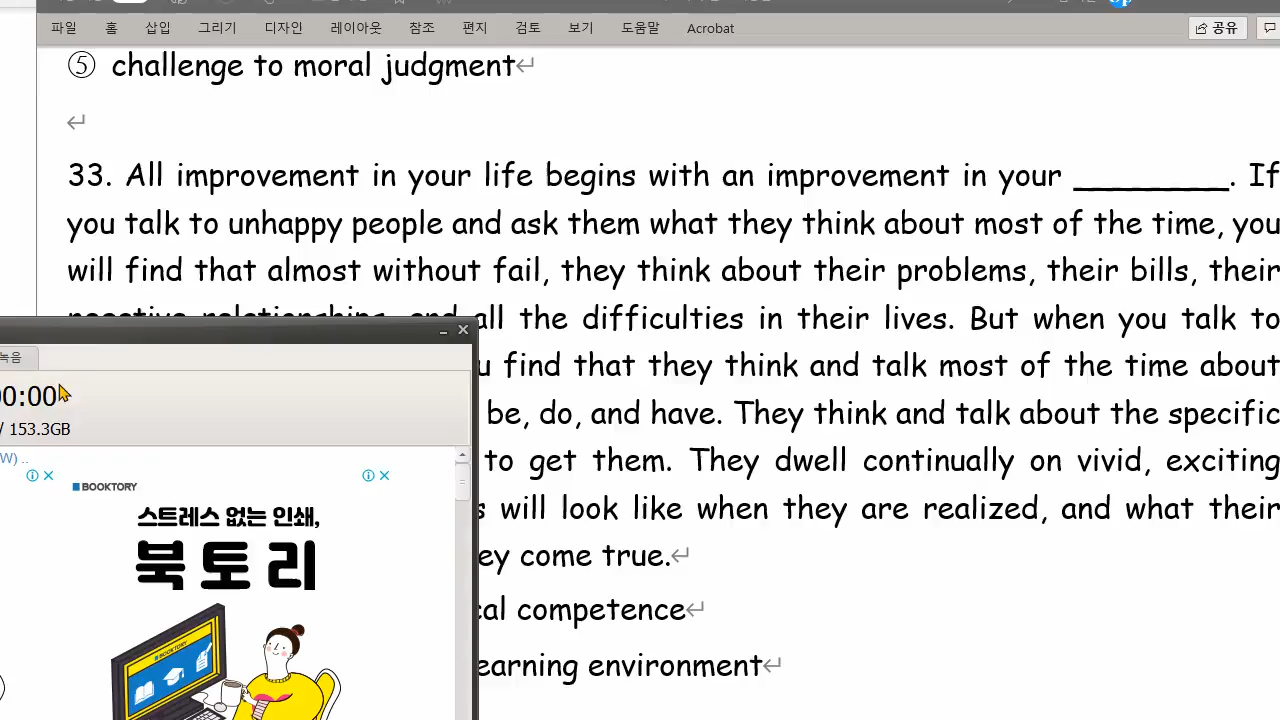 파일 홈 삽입 그리기 디자인 레이아웃 참조 편지 검토 보기 도움말 Acrobat 공유
⑤ challenge to moral judgment
33. All improvement in your life begins with an improvement in your ________. If
you talk to unhappy people and ask them what they think about most of the time, you
will find that almost without fail, they think about their problems, their bills, their
negative relationships, and all the difficulties in their lives. But when you talk to
find that they think and talk most of the time about
be, do, and have. They think and talk about the specific
to get them. They dwell continually on vivid, exciting
will look like when they are realized, and what their
come true.
competence
environment
녹음
00:00
/ 153.3GB
W) ..
BOOKTORY
스트레스 없는 인쇄,
북토리
BOOKTORY